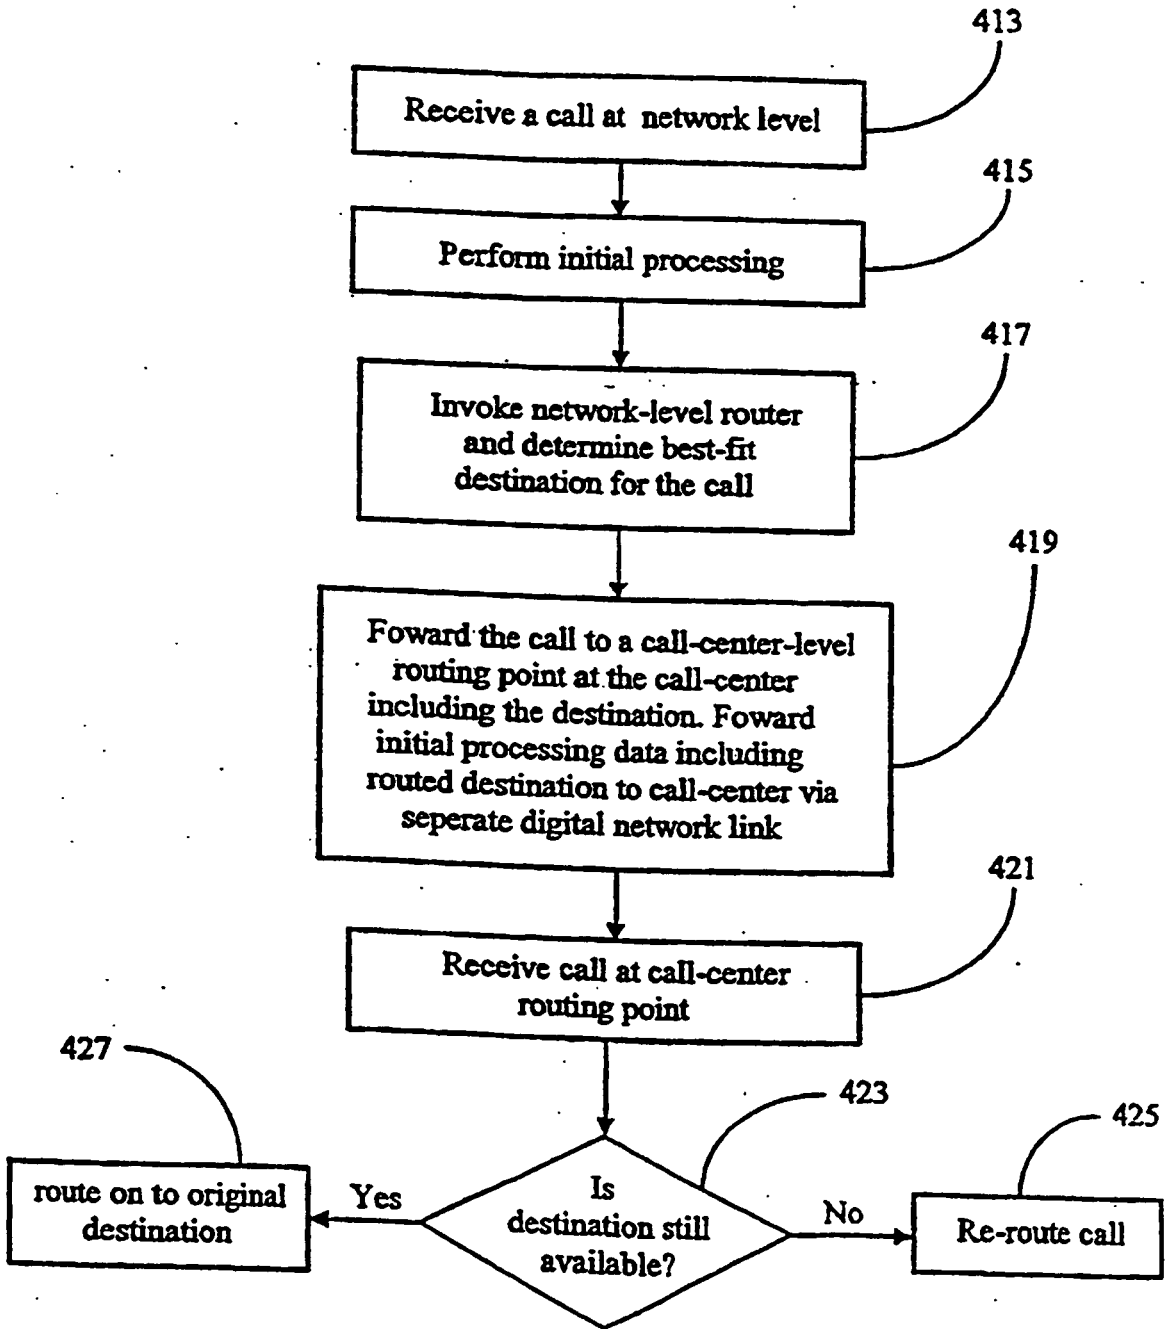 413
Receive a call at network level
415
Perform initial processing
417
Invoke network-level router
and determine best-fit
destination for the call
419
Foward the call to a call-center-level
routing point at the call-center
including the destination. Foward
initial processing data including
routed destination to call-center via
seperate digital network link
421
Receive call at call-center
routing point
427
423
425
route on to original
destination
Yes
Is
destination still
available?
No
Re-route call